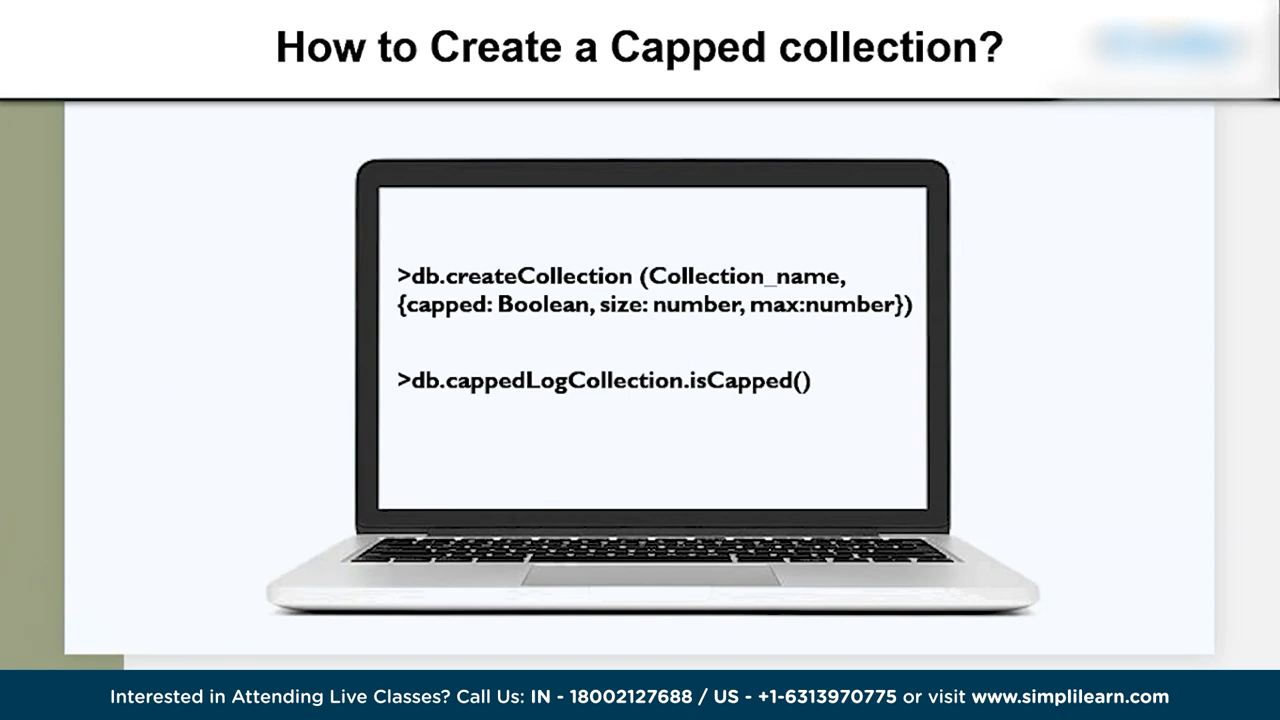 How to Create a Capped collection?
>db.createCollection (Collection_name,
{capped: Boolean, size: number, max:number})
>db.cappedLogCollection.isCapped()
Interested in Attending Live Classes? Call Us: IN - 18002127688 / US - +1-6313970775 or visit www.simplilearn.com